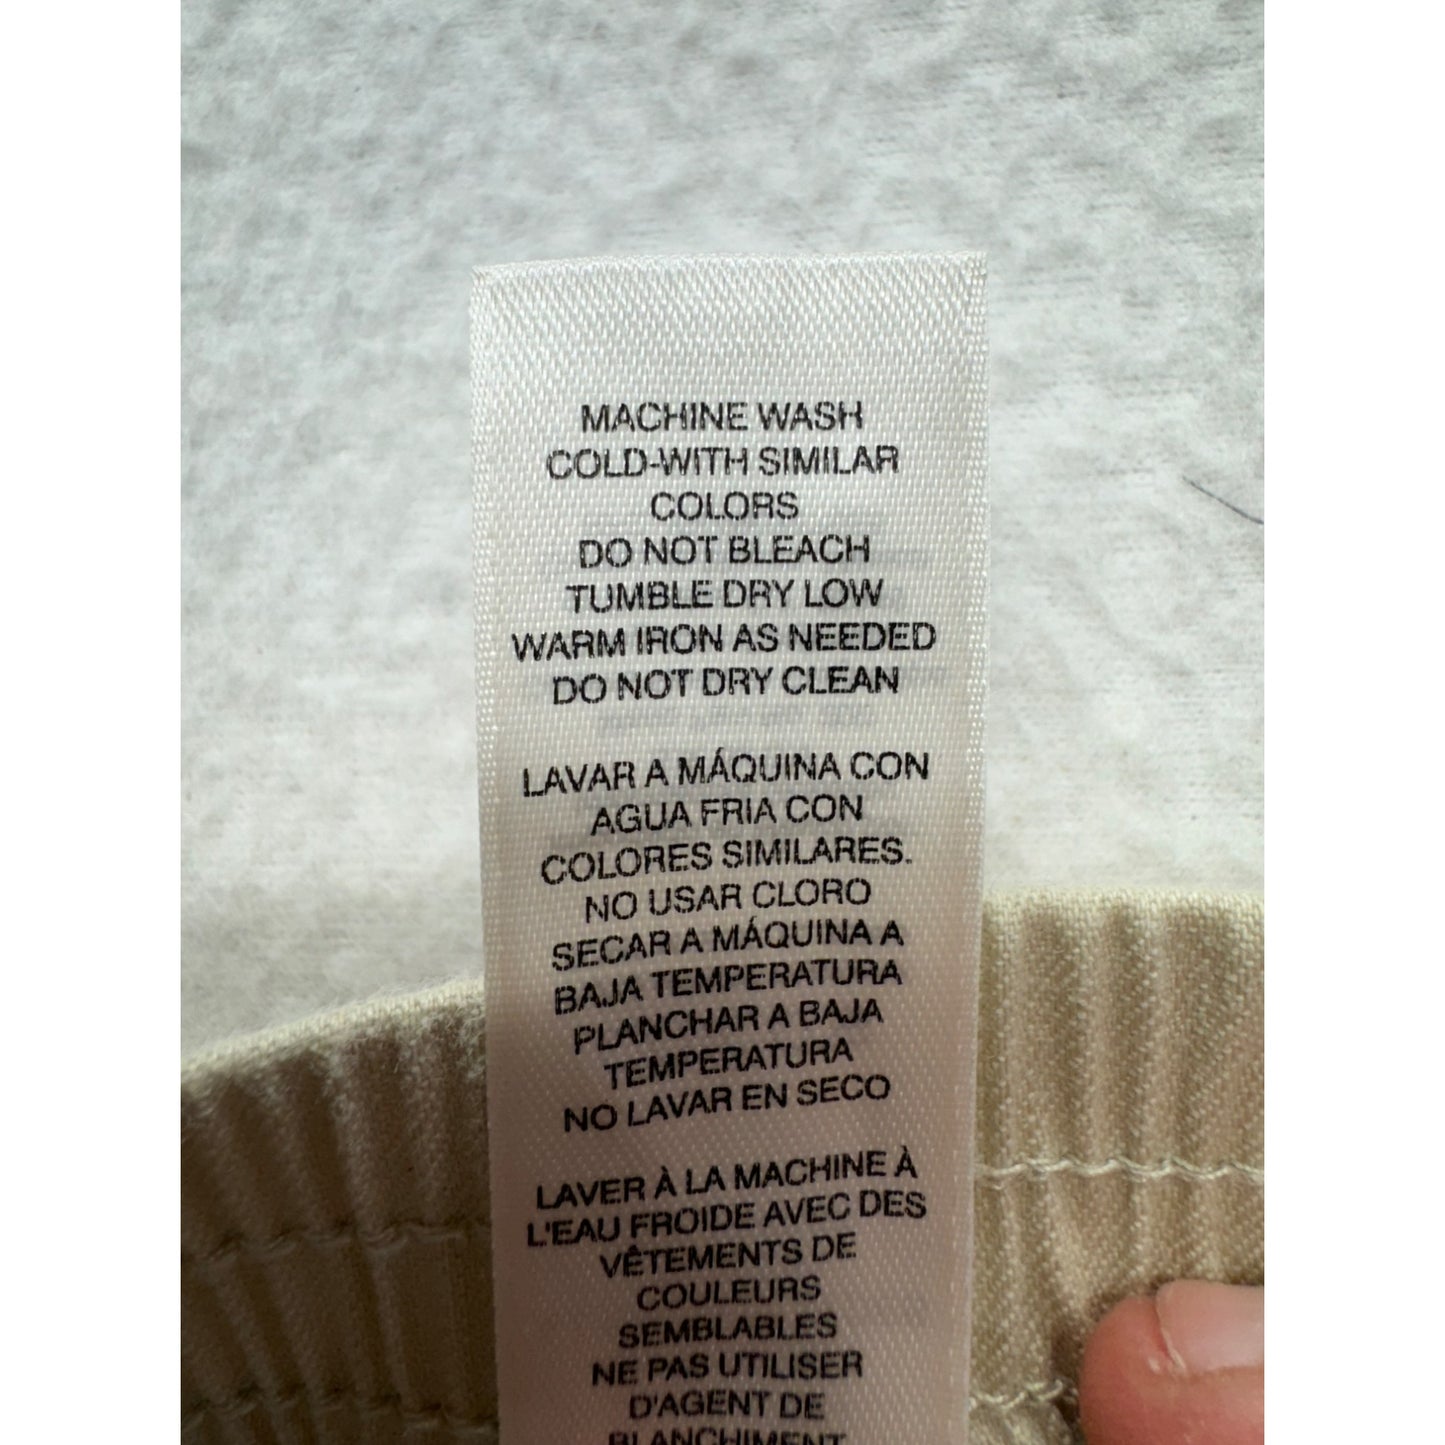 MACHINE WASH
COLD-WITH SIMILAR
COLORS
DO NOT BLEACH
TUMBLE DRY LOW
WARM IRON AS NEEDED
DO NOT DRY CLEAN
LAVAR A MÁQUINA CON
AGUA FRIA CON
COLORES SIMILARES.
NO USAR CLORO
SECAR A MÁQUINA A
BAJA TEMPERATURA
PLANCHAR A BAJA
TEMPERATURA
NO LAVAR EN SECO
LAVER À LA MACHINE À
L'EAU FROIDE AVEC DES
VÊTEMENTS DE
COULEURS
SEMBLABLES
NE PAS UTILISER
D'AGENT DE
BLANCHIMENT